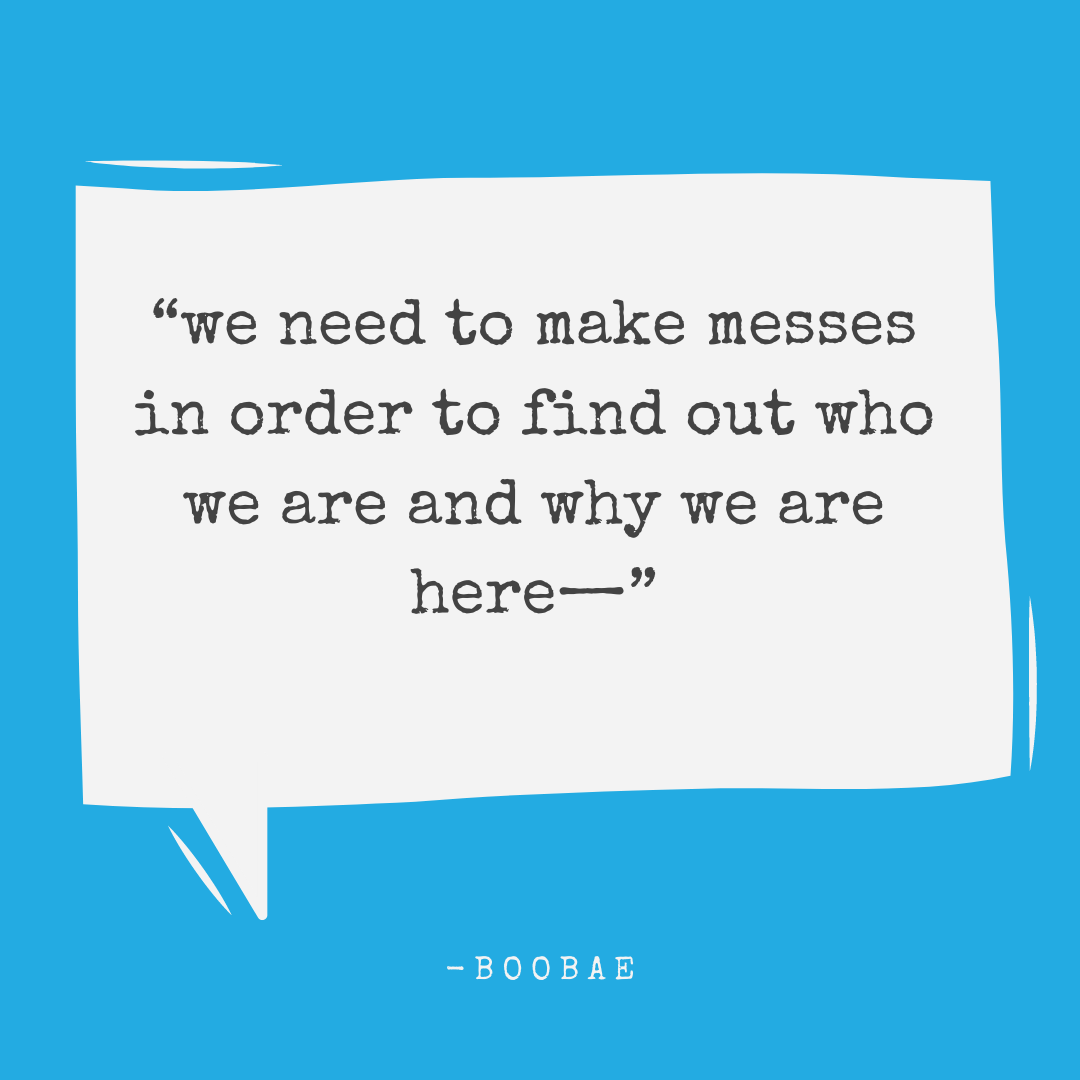 “we need to make messes
in order to find out who
we are and why we are
here—”
–BOOBAE